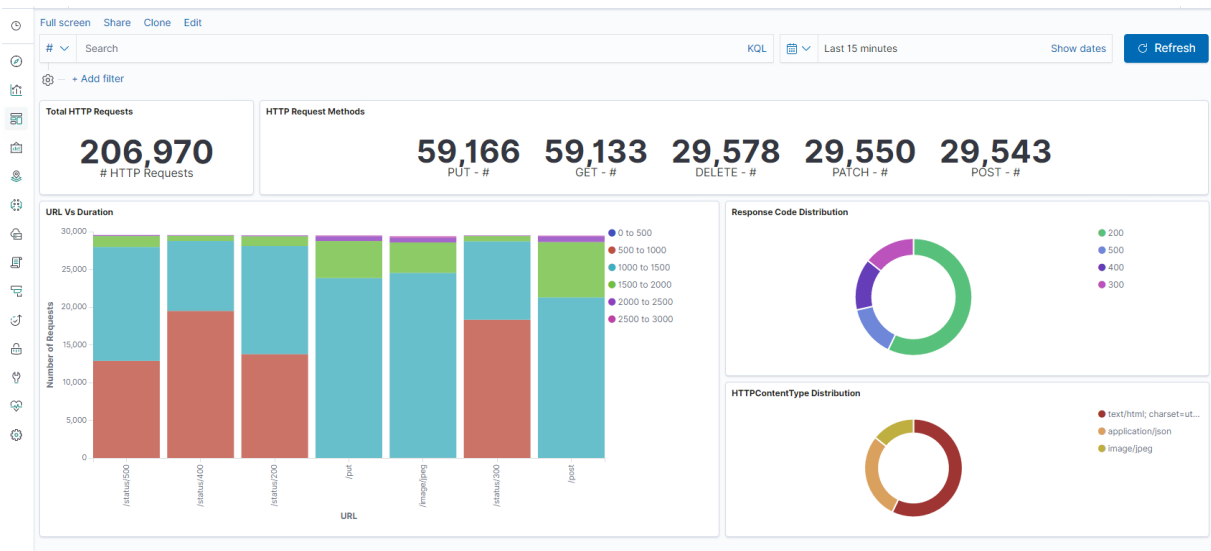 Full screen Share Clone Edit
# Search KQL Last 15 minutes Show dates Refresh
+ Add filter
Total HTTP Requests
206,970
# HTTP Requests
HTTP Request Methods
59,166 59,133 29,578 29,550 29,543
PUT - # GET - # DELETE - # PATCH - # POST - #
URL Vs Duration
30,000
25,000
20,000
15,000
10,000
5,000
0
Number of Requests
/status/500
/status/400
/status/200
/put
/image/jpeg
/status/300
/post
URL
0 to 500
500 to 1000
1000 to 1500
1500 to 2000
2000 to 2500
2500 to 3000
Response Code Distribution
200
500
400
300
HTTPContentType Distribution
text/html; charset=ut...
application/json
image/jpeg